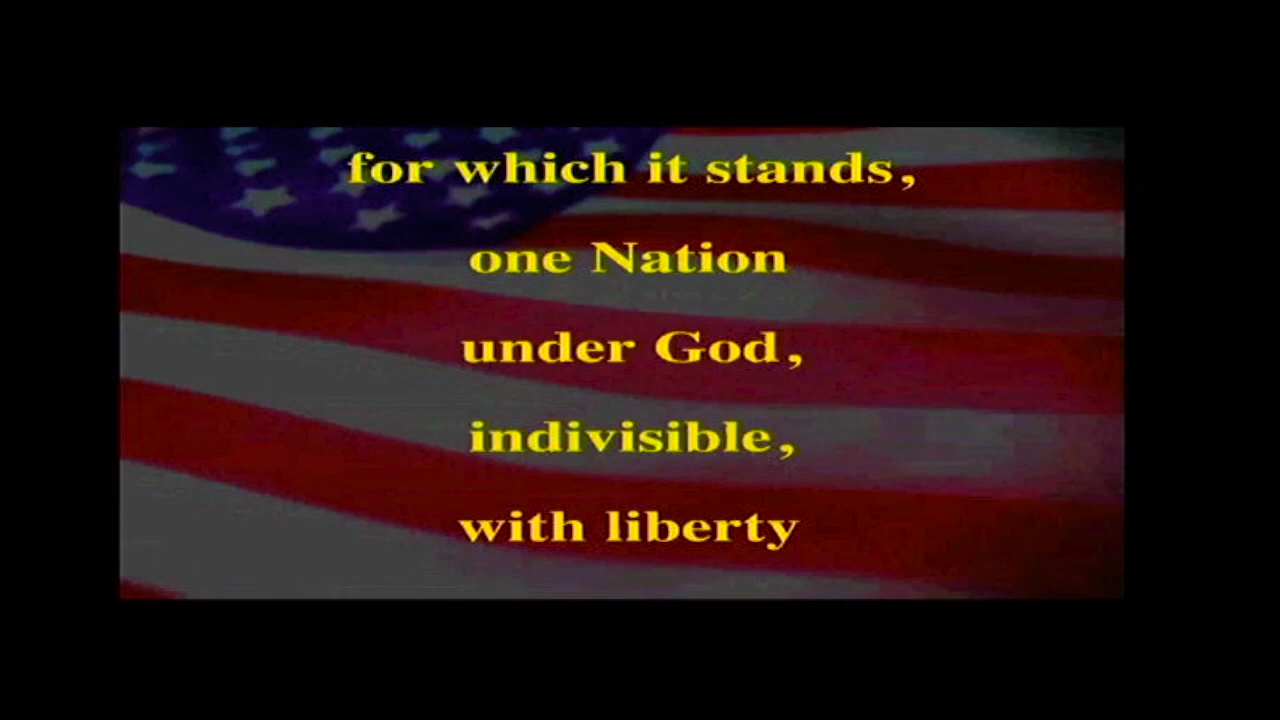 for which it stands,
one Nation
under God,
indivisible,
with liberty